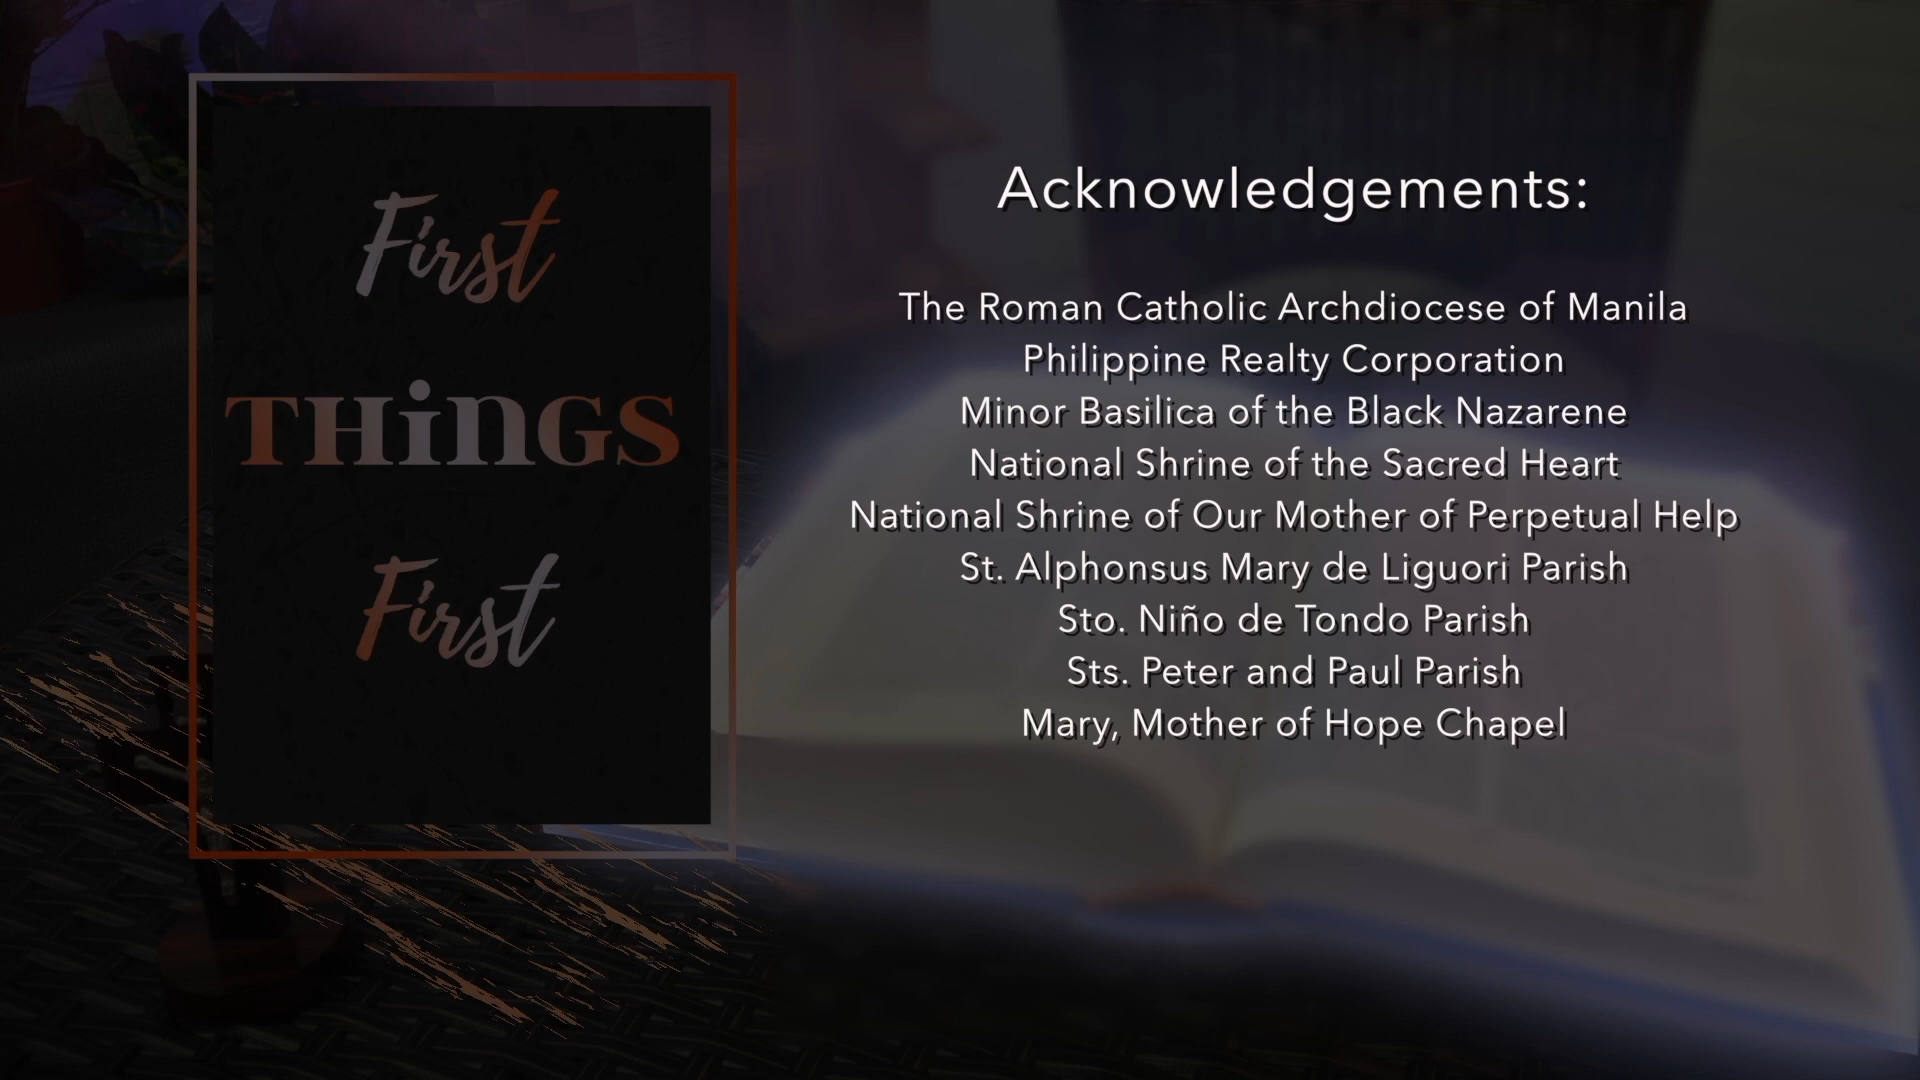 First
THiNGS
First
Acknowledgements:
The Roman Catholic Archdiocese of Manila
Philippine Realty Corporation
Minor Basilica of the Black Nazarene
National Shrine of the Sacred Heart
National Shrine of Our Mother of Perpetual Help
St. Alphonsus Mary de Liguori Parish
Sto. Niño de Tondo Parish
Sts. Peter and Paul Parish
Mary, Mother of Hope Chapel